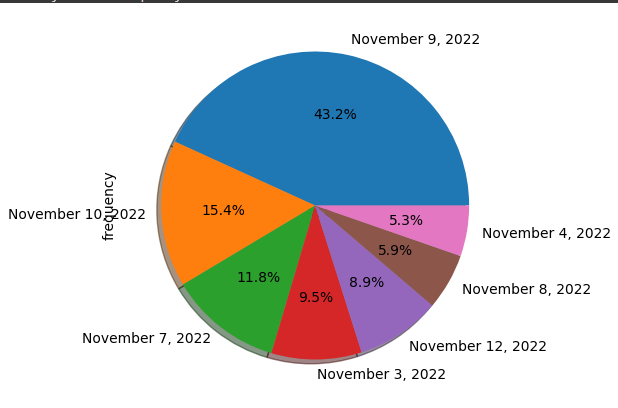 November 9, 2022
43.2%
November 10, 2022
15.4%
frequency
November 7, 2022
11.8%
November 3, 2022
9.5%
November 12, 2022
8.9%
November 8, 2022
5.9%
November 4, 2022
5.3%